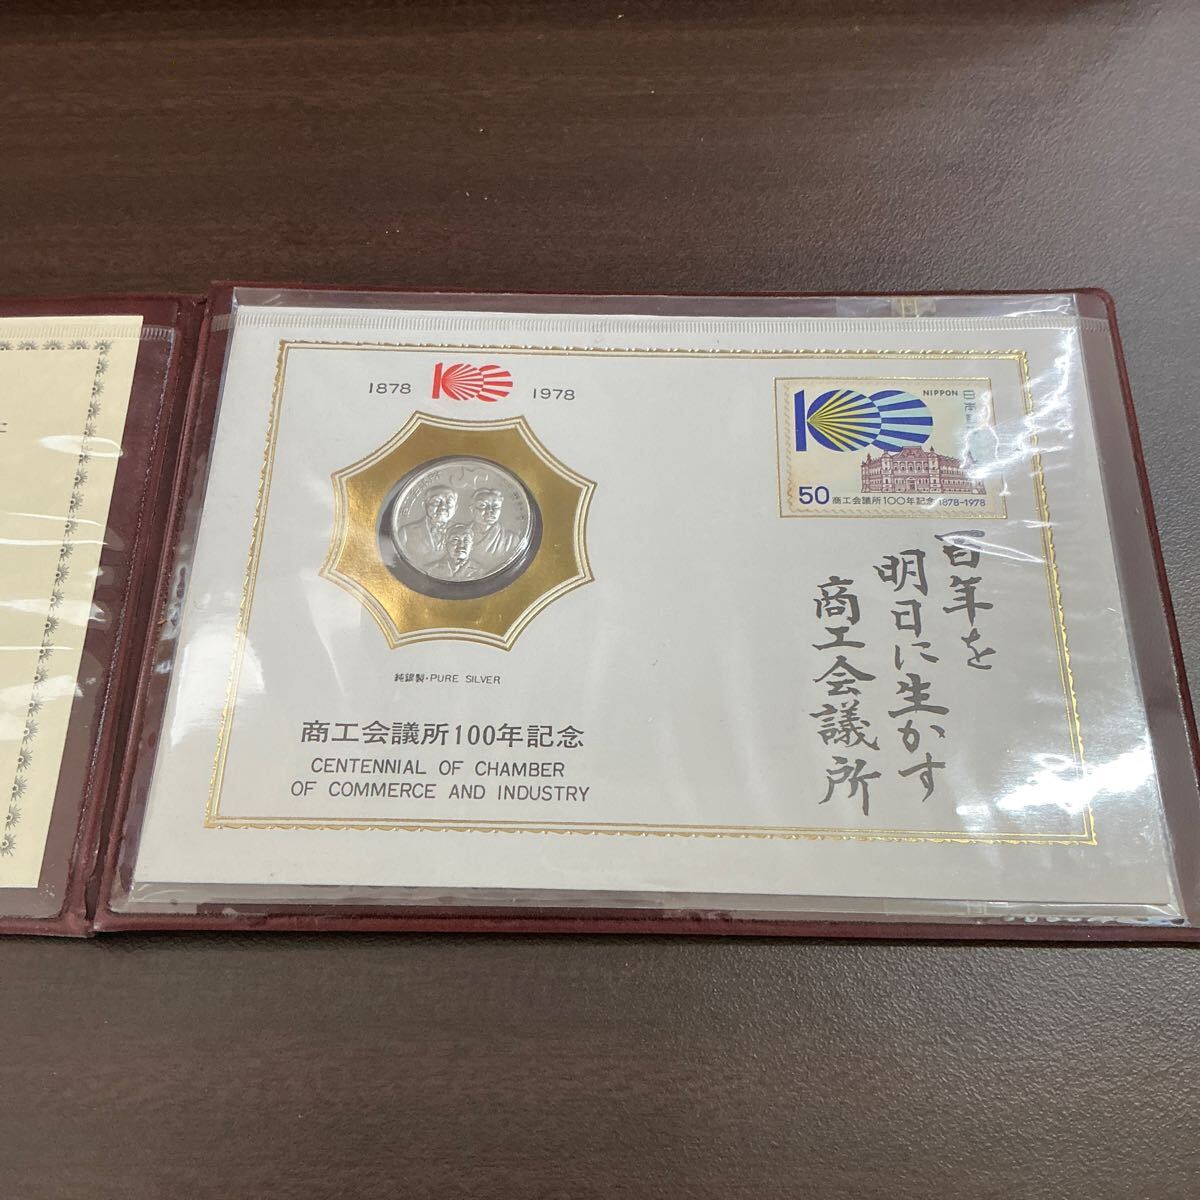 1878 100 1978
NIPPON
50 商工会議所100年記念 1878-1978
百年を
明日に生かす
商工会議所
純銀製・PURE SILVER
商工会議所100年記念
CENTENNIAL OF CHAMBER
OF COMMERCE AND INDUSTRY